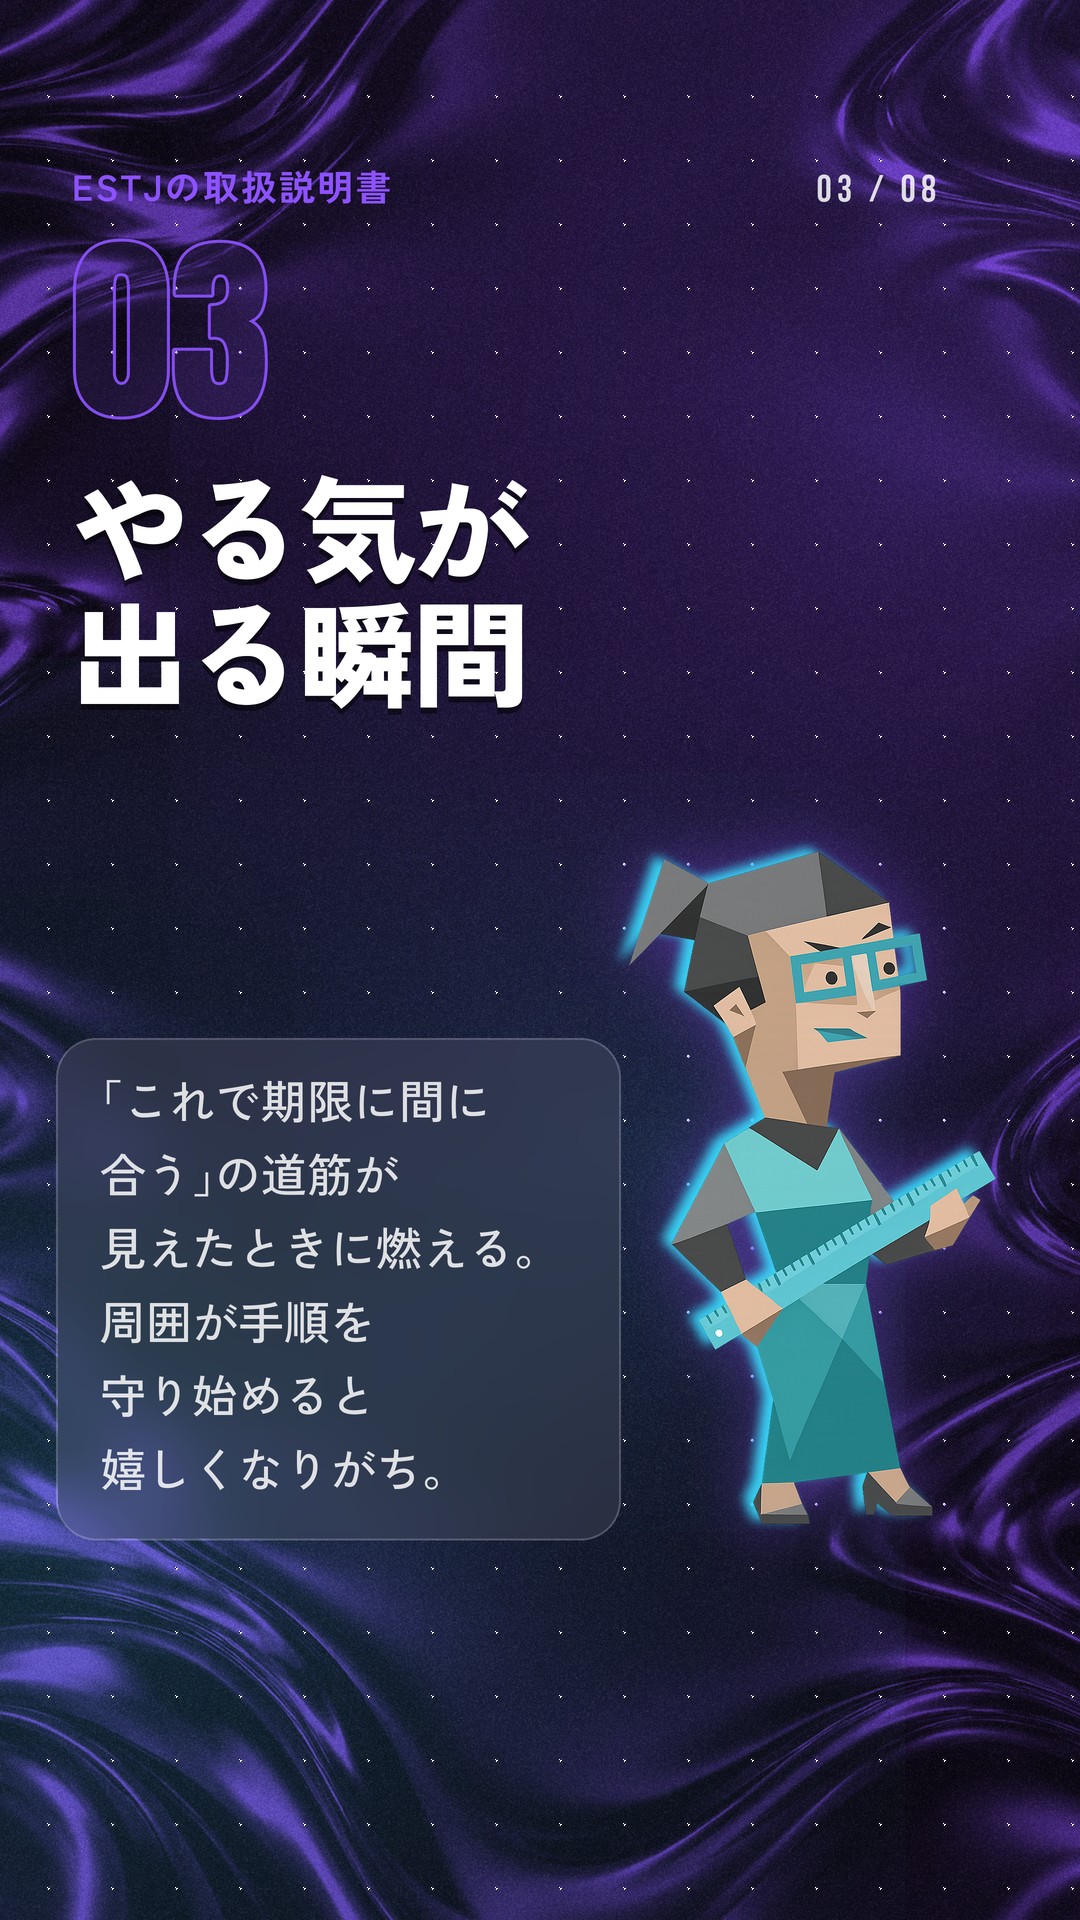 ESTJの取扱説明書
03 / 08
03
やる気が
出る瞬間
「これで期限に間に
合う」の道筋が
見えたときに燃える。
周囲が手順を
守り始めると
嬉しくなりがち。